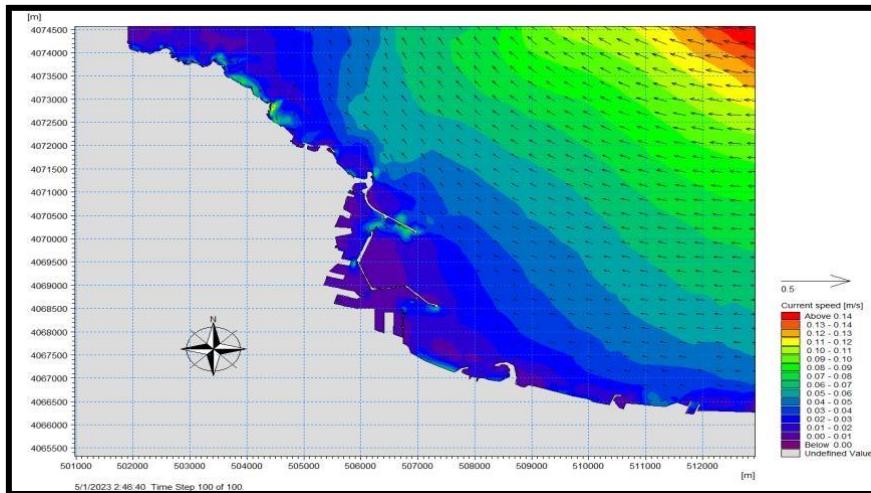 [m]
4074500
4074000
4073500
4073000
4072500
4072000
4071500
4071000
4070500
4070000
4069500
4069000
4068500
4068000
4067500
4067000
4066500
4066000
4065500
N
0.5
Current speed [m/s]
Above 0.14
0.13 - 0.14
0.12 - 0.13
0.11 - 0.12
0.10 - 0.11
0.09 - 0.10
0.08 - 0.09
0.07 - 0.08
0.06 - 0.07
0.05 - 0.06
0.04 - 0.05
0.03 - 0.04
0.02 - 0.03
0.01 - 0.02
0.00 - 0.01
Below 0.00
Undefined Value
501000 502000 503000 504000 505000 506000 507000 508000 509000 510000 511000 512000
[m]
5/1/2023 2:46:40 Time Step 100 of 100.